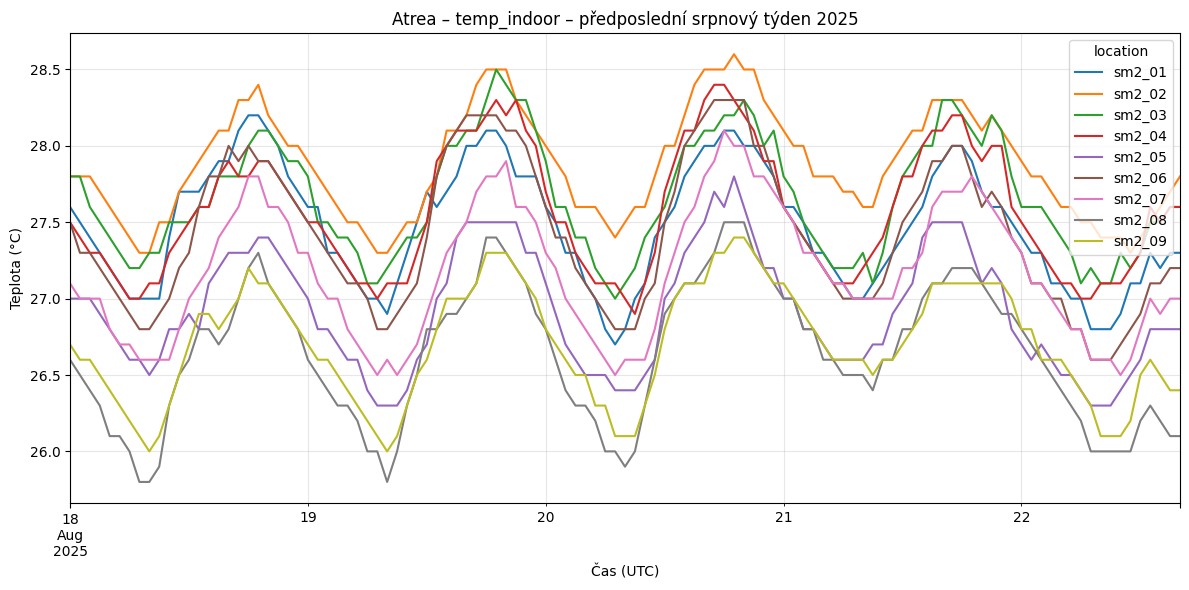 Atrea – temp_indoor – předposlední srpnový týden 2025
Teplota (°C)
28.5
28.0
27.5
27.0
26.5
26.0
location
sm2_01
sm2_02
sm2_03
sm2_04
sm2_05
sm2_06
sm2_07
sm2_08
sm2_09
18
Aug
2025
19
20
21
22
Čas (UTC)